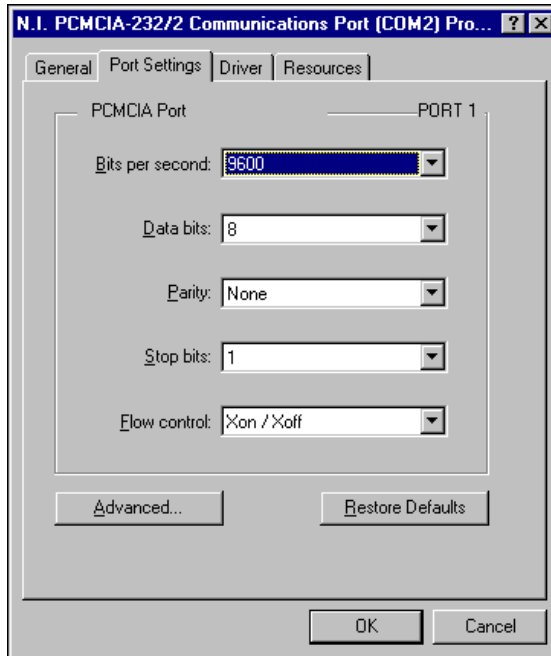 N.I. PCMCIA-232/2 Communications Port (COM2) Pro... ? X
General Port Settings Driver Resources
PCMCIA Port PORT 1
Bits per second: 9600
Data bits: 8
Parity: None
Stop bits: 1
Flow control: Xon / Xoff
Advanced... Restore Defaults
OK Cancel